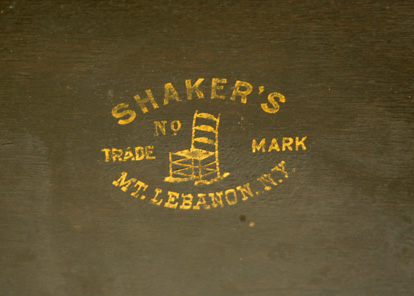 SHAKER'S
No
TRADE MARK
MT. LEBANON. N.Y.